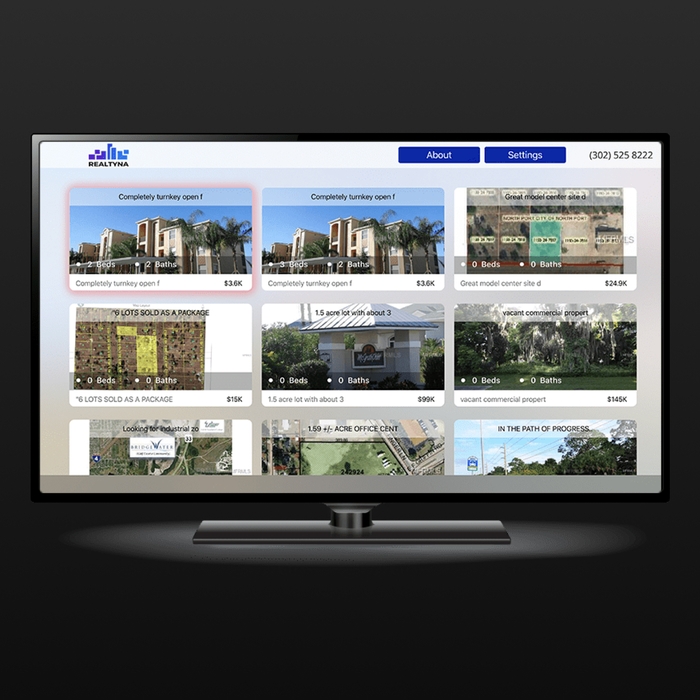 REALTYNA
About
Settings
(302) 525 8222
Completely turnkey open f
2 Beds
2 Baths
Completely turnkey open f
$3.6K
Completely turnkey open f
3 Beds
2 Baths
Completely turnkey open f
$3.6K
Great model center site d
NORTH PORT CITY OF NORTH PORT
0 Beds
0 Baths
Great model center site d
$24.9K
"6 LOTS SOLD AS A PACKAGE
0 Beds
0 Baths
"6 LOTS SOLD AS A PACKAGE
$15K
1.5 acre lot with about 3
0 Beds
0 Baths
1.5 acre lot with about 3
$99K
vacant commercial propert
0 Beds
0 Baths
vacant commercial propert
$145K
Looking for industrial zo
33
BRIDGEWATER
4
1.59 +/- ACRE OFFICE CENT
242924
IN THE PATH OF PROGRESS.